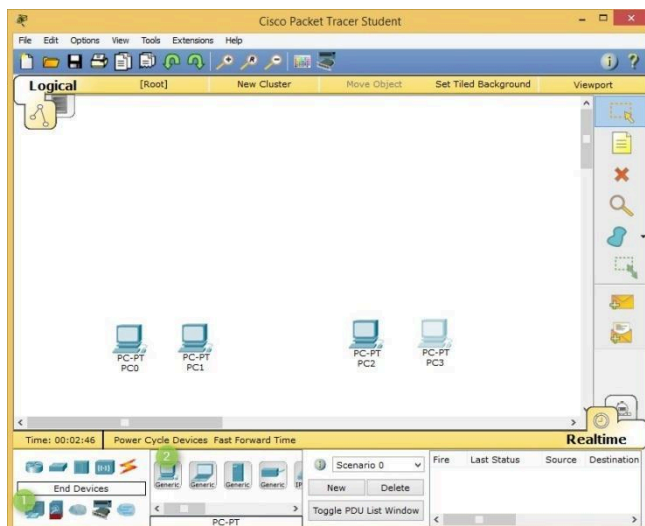 Cisco Packet Tracer Student
File Edit Options View Tools Extensions Help
Logical [Root] New Cluster Move Object Set Tiled Background Viewport
PC-PT PC-PT PC-PT PC-PT
PC0 PC1 PC2 PC3
Time: 00:02:46 Power Cycle Devices Fast Forward Time Realtime
2
Generic Generic Generic Generic
Scenario 0
Fire Last Status Source Destination
End Devices
New Delete
1
Toggle PDU List Window
PC-PT